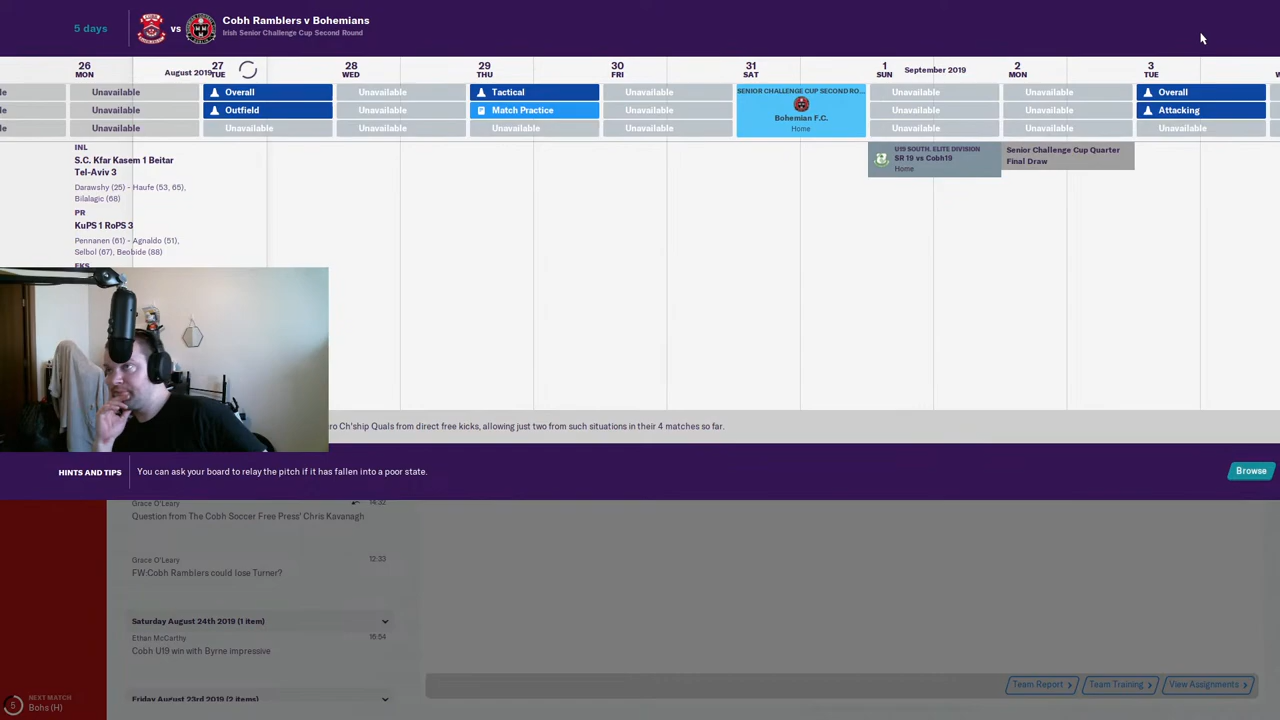 5 days
vs
Cobh Ramblers v Bohemians
Irish Senior Challenge Cup Second Round
26 MON
August 2019
27 TUE
28 WED
29 THU
30 FRI
31 SAT
1 SUN
September 2019
2 MON
3 TUE
Unavailable
Overall
Unavailable
Tactical
Unavailable
SENIOR CHALLENGE CUP SECOND RO...
Unavailable
Unavailable
Overall
Unavailable
Outfield
Unavailable
Match Practice
Unavailable
Bohemian F.C.
Unavailable
Unavailable
Attacking
Unavailable
Unavailable
Unavailable
Unavailable
Unavailable
Home
Unavailable
Unavailable
Unavailable
INL
S.C. Kfar Kasem 1 Beitar
Tel-Aviv 3
Darawshy (25) - Haufe (53, 65),
Bilalagic (68)
PR
KuPS 1 RoPS 3
Pennanen (61) - Agnaldo (51),
Selbol (67), Beobide (88)
U19 SOUTH. ELITE DIVISION
SR 19 vs Cobh19
Home
Senior Challenge Cup Quarter
Final Draw
ro Ch'ship Quals from direct free kicks, allowing just two from such situations in their 4 matches so far.
HINTS AND TIPS
You can ask your board to relay the pitch if it has fallen into a poor state.
Browse
Grace O'Leary
14:32
Question from The Cobh Soccer Free Press' Chris Kavanagh
Grace O'Leary
12:33
FW:Cobh Ramblers could lose Turner?
Saturday August 24th 2019 (1 item)
Ethan McCarthy
16:54
Cobh U19 win with Byrne impressive
Friday August 23rd 2019 (2 items)
Team Report
Team Training
View Assignments
5
NEXT MATCH
Bohs (H)